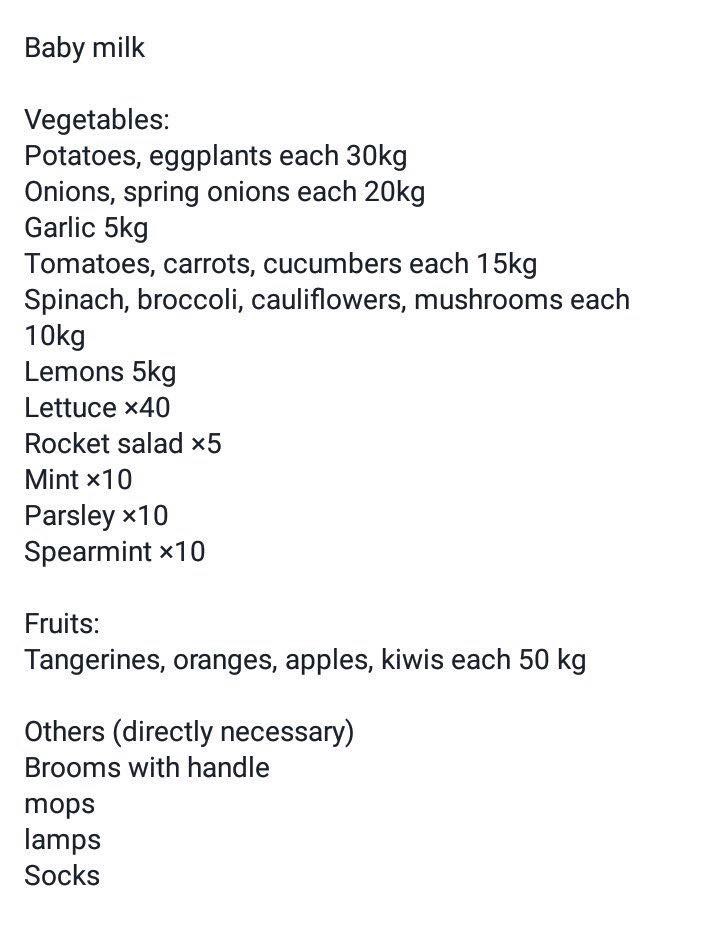 Baby milk
Vegetables:
Potatoes, eggplants each 30kg
Onions, spring onions each 20kg
Garlic 5kg
Tomatoes, carrots, cucumbers each 15kg
Spinach, broccoli, cauliflowers, mushrooms each
10kg
Lemons 5kg
Lettuce ×40
Rocket salad ×5
Mint ×10
Parsley ×10
Spearmint ×10
Fruits:
Tangerines, oranges, apples, kiwis each 50 kg
Others (directly necessary)
Brooms with handle
mops
lamps
Socks